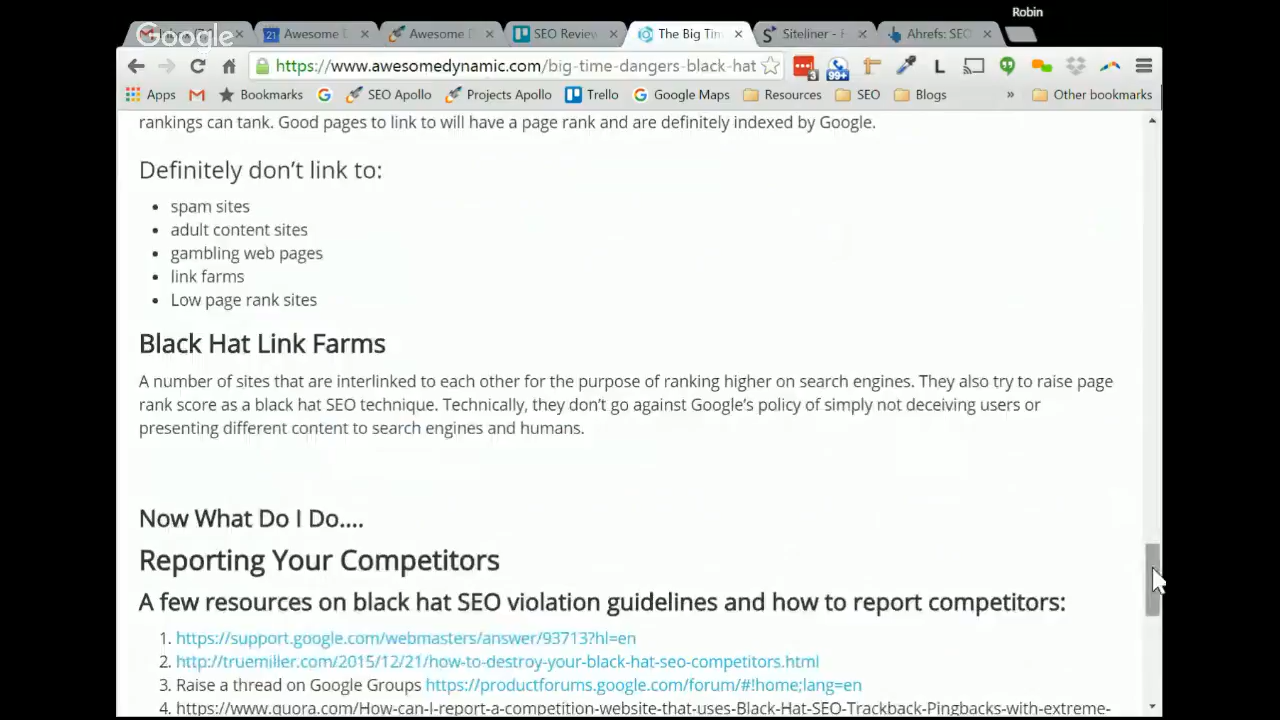 Robin
Google
Awesome
Awesome
SEO Review
The Big Tim
Siteliner -
Ahrefs: SEO
https://www.awesomedynamic.com/big-time-dangers-black-hat
3
99+
L
Apps
Bookmarks
SEO Apollo
Projects Apollo
Trello
Google Maps
Resources
SEO
Blogs
»
Other bookmarks
rankings can tank. Good pages to link to will have a page rank and are definitely indexed by Google.
Definitely don’t link to:
• spam sites
• adult content sites
• gambling web pages
• link farms
• Low page rank sites
Black Hat Link Farms
A number of sites that are interlinked to each other for the purpose of ranking higher on search engines. They also try to raise page
rank score as a black hat SEO technique. Technically, they don’t go against Google’s policy of simply not deceiving users or
presenting different content to search engines and humans.
Now What Do I Do....
Reporting Your Competitors
A few resources on black hat SEO violation guidelines and how to report competitors:
1. https://support.google.com/webmasters/answer/93713?hl=en
2. http://truemiller.com/2015/12/21/how-to-destroy-your-black-hat-seo-competitors.html
3. Raise a thread on Google Groups https://productforums.google.com/forum/#!home;lang=en
4. https://www.quora.com/How-can-I-report-a-competition-website-that-uses-Black-Hat-SEO-Trackback-Pingbacks-with-extreme-